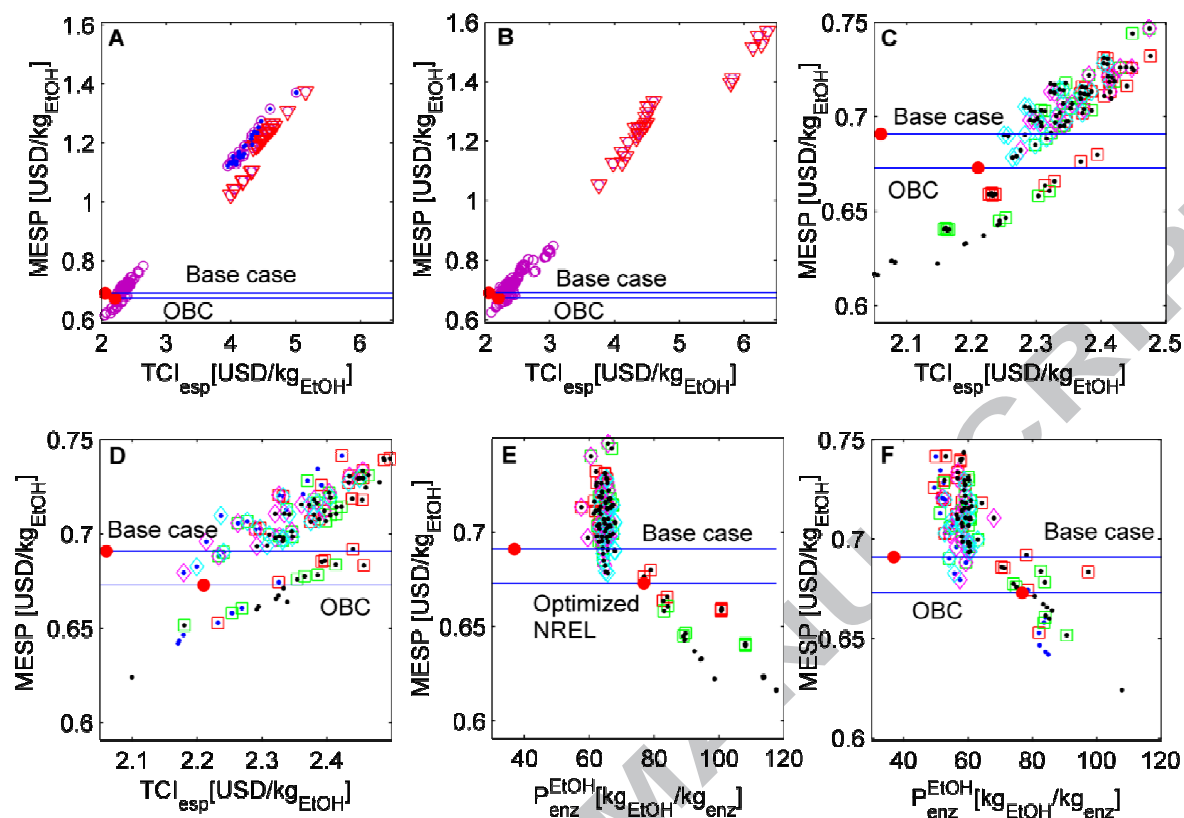 A
MESP [USD/kgEtOH]
1.6
1.4
1.2
1
0.8
0.6
Base case
OBC
2 3 4 5 6
TCIesp[USD/kgEtOH]
B
MESP [USD/kgEtOH]
1.6
1.4
1.2
1
0.8
0.6
Base case
OBC
2 3 4 5 6
TCIesp[USD/kgEtOH]
C
MESP [USD/kgEtOH]
0.75
0.7
0.65
0.6
Base case
OBC
2.1 2.2 2.3 2.4 2.5
TCIesp[USD/kgEtOH]
D
MESP [USD/kgEtOH]
0.75
0.7
0.65
0.6
Base case
OBC
2.1 2.2 2.3 2.4
TCIesp[USD/kgEtOH]
E
MESP [USD/kgEtOH]
0.7
0.65
0.6
Base case
Optimized
NREL
40 60 80 100 120
PenzEtOH[kgEtOH/kgenz]
F
MESP [USD/kgEtOH]
0.75
0.7
0.65
0.6
Base case
OBC
40 60 80 100 120
PenzEtOH[kgEtOH/kgenz]